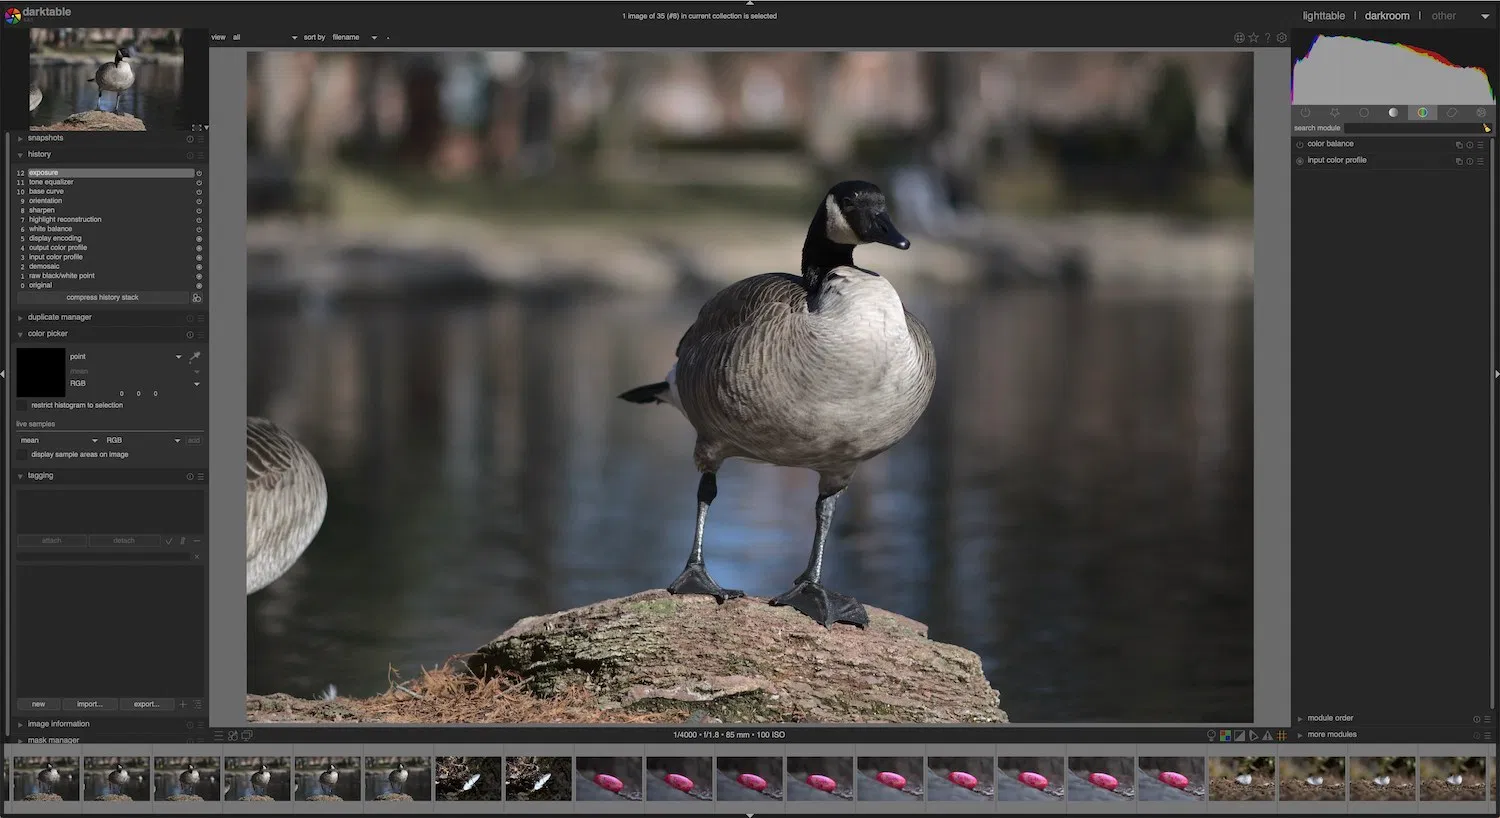 darktable
1 image of 35 (#8) in current collection is selected
lighttable | darkroom | other
view all sort by filename
search module
color balance
input color profile
snapshots
history
12 exposure
11 tone equalizer
10 base curve
9 orientation
8 sharpen
7 highlight reconstruction
6 white balance
5 display encoding
4 output color profile
3 input color profile
2 demosaic
1 raw black/white point
0 original
compress history stack
duplicate manager
color picker
point
mean
RGB
0 0 0
restrict histogram to selection
live samples
mean RGB add
display sample areas on image
tagging
attach detach
new import... export...
image information
mask manager
1/4000 • f/1.8 • 85 mm • 100 ISO
module order
more modules